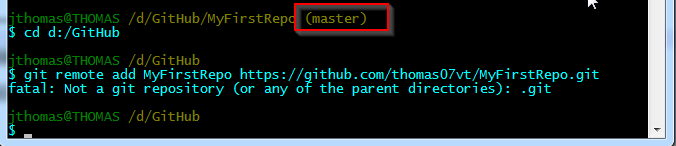 jthomas@THOMAS /d/GitHub/MyFirstRepo (master)
$ cd d:/GitHub
jthomas@THOMAS /d/GitHub
$ git remote add MyFirstRepo https://github.com/thomas07vt/MyFirstRepo.git
fatal: Not a git repository (or any of the parent directories): .git
jthomas@THOMAS /d/GitHub
$